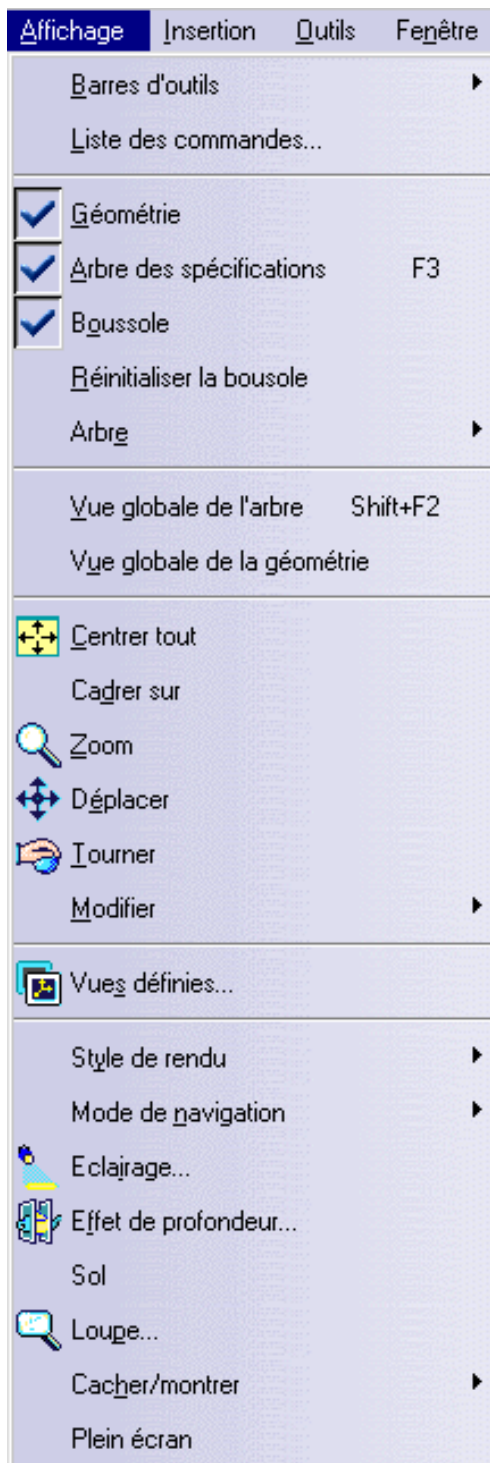 Affichage Insertion Outils Fenêtre
Barres d'outils
Liste des commandes...
Géométrie
Arbre des spécifications F3
Boussole
Réinitialiser la bousole
Arbre
Vue globale de l'arbre Shift+F2
Vue globale de la géométrie
Centrer tout
Cadrer sur
Zoom
Déplacer
Tourner
Modifier
Vues définies...
Style de rendu
Mode de navigation
Eclairage...
Effet de profondeur...
Sol
Loupe...
Cacher/montrer
Plein écran